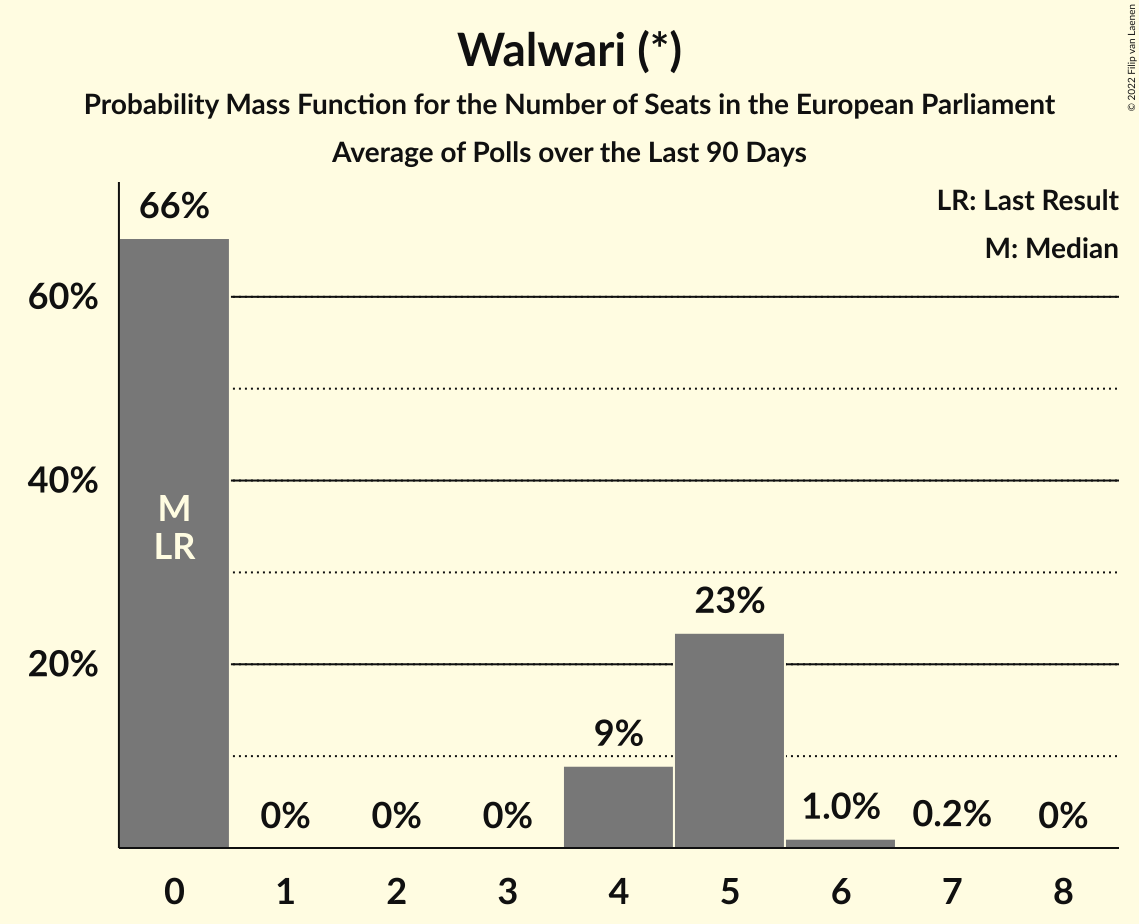 Walwari (*)
Probability Mass Function for the Number of Seats in the European Parliament
Average of Polls over the Last 90 Days
© 2022 Filip van Laenen
LR: Last Result
M: Median
66%
60%
40%
20%
M
LR
0%
0%
0%
9%
23%
1.0%
0.2%
0%
0
1
2
3
4
5
6
7
8